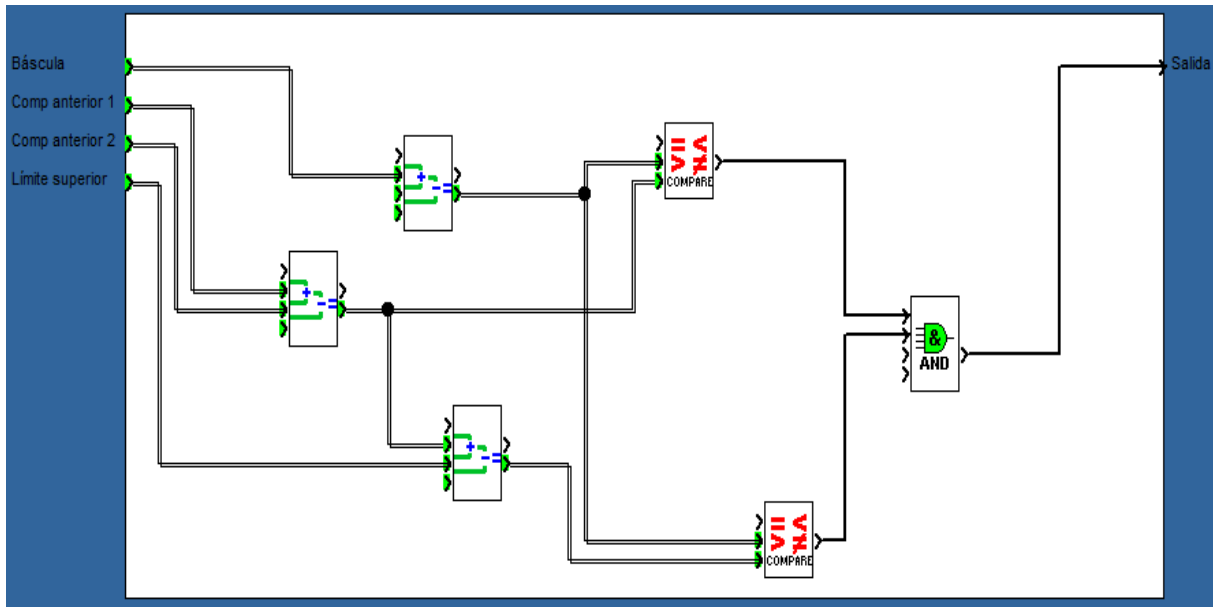 Báscula
Salida
Comp anterior 1
Comp anterior 2
Límite superior
COMPARE
&
AND
COMPARE